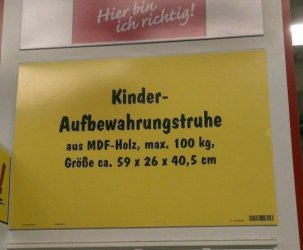 Hier bin
ich richtig!
Kinder-
Aufbewahrungstruhe
aus MDF-Holz, max. 100 kg,
Größe ca. 59 x 26 x 40,5 cm